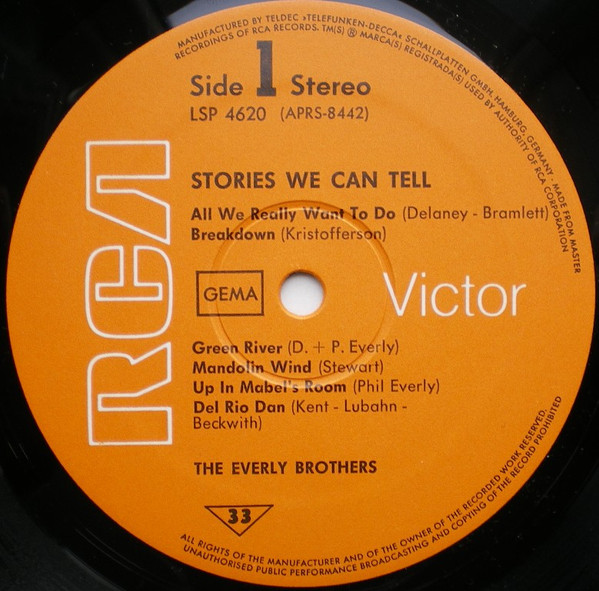 MANUFACTURED BY TELDEC »TELEFUNKEN-DECCA« SCHALLPLATTEN GMBH, HAMBURG, GERMANY · MADE FROM MASTER
RECORDINGS OF RCA RECORDS. TM(S) ® MARCA(S) REGISTRADA(S) USED BY AUTHORITY OF RCA CORPORATION
Side 1 Stereo
LSP 4620 (APRS-8442)
STORIES WE CAN TELL
All We Really Want To Do (Delaney - Bramlett)
Breakdown (Kristofferson)
RCA
GEMA
Victor
Green River (D. + P. Everly)
Mandolin Wind (Stewart)
Up In Mabel's Room (Phil Everly)
Del Rio Dan (Kent - Lubahn -
Beckwith)
THE EVERLY BROTHERS
33
ALL RIGHTS OF THE MANUFACTURER AND OF THE OWNER OF THE RECORDED WORK RESERVED.
UNAUTHORISED PUBLIC PERFORMANCE BROADCASTING AND COPYING OF THE RECORD PROHIBITED